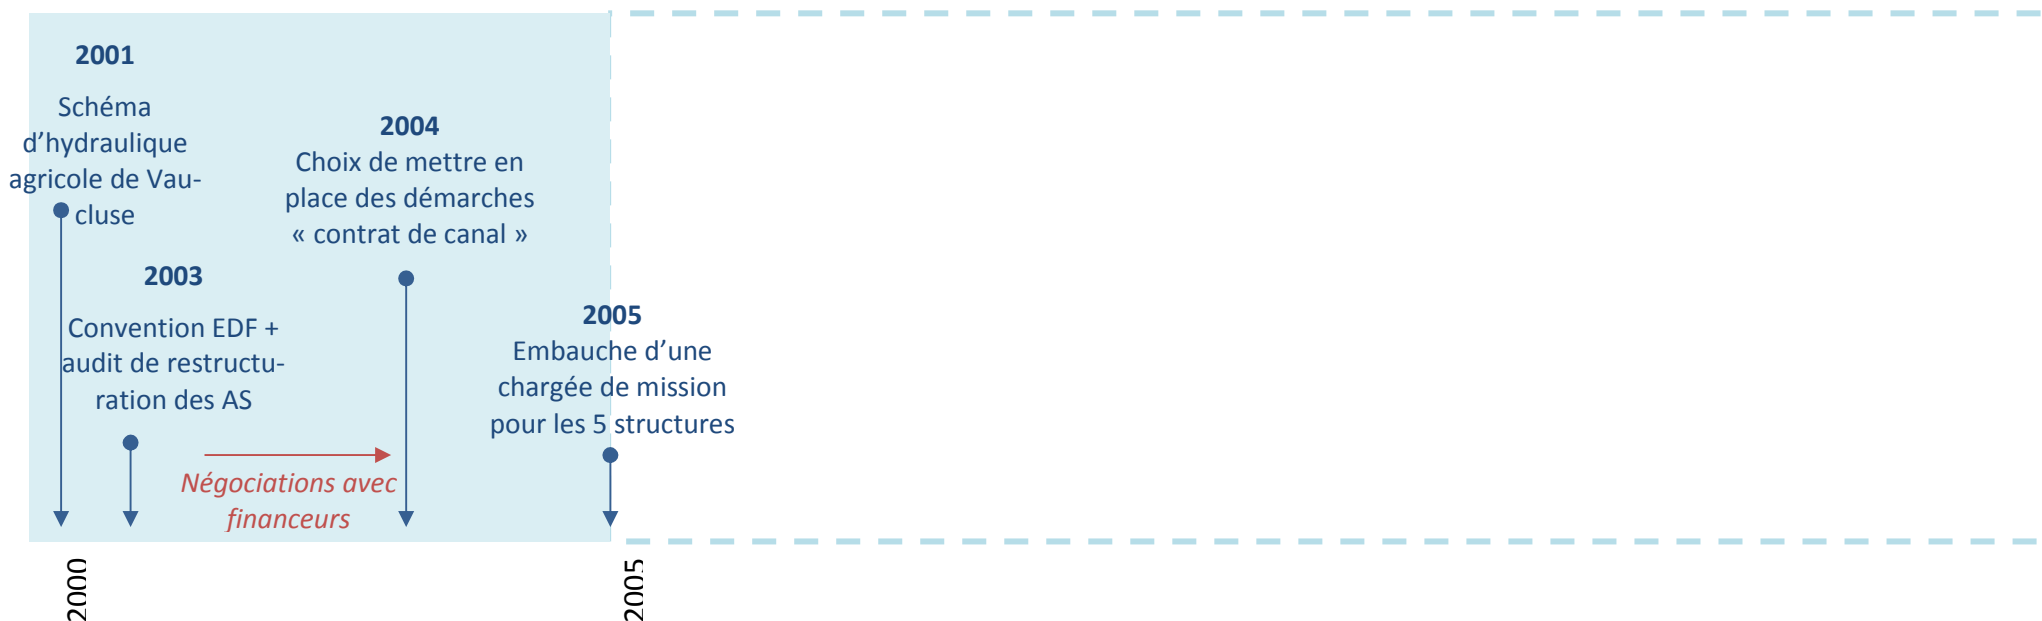 2001
Schéma
d’hydraulique
agricole de Vau-
cluse
2003
Convention EDF +
audit de restructu-
ration des AS
Négociations avec
financeurs
2004
Choix de mettre en
place des démarches
« contrat de canal »
2005
Embauche d’une
chargée de mission
pour les 5 structures
2000
2005